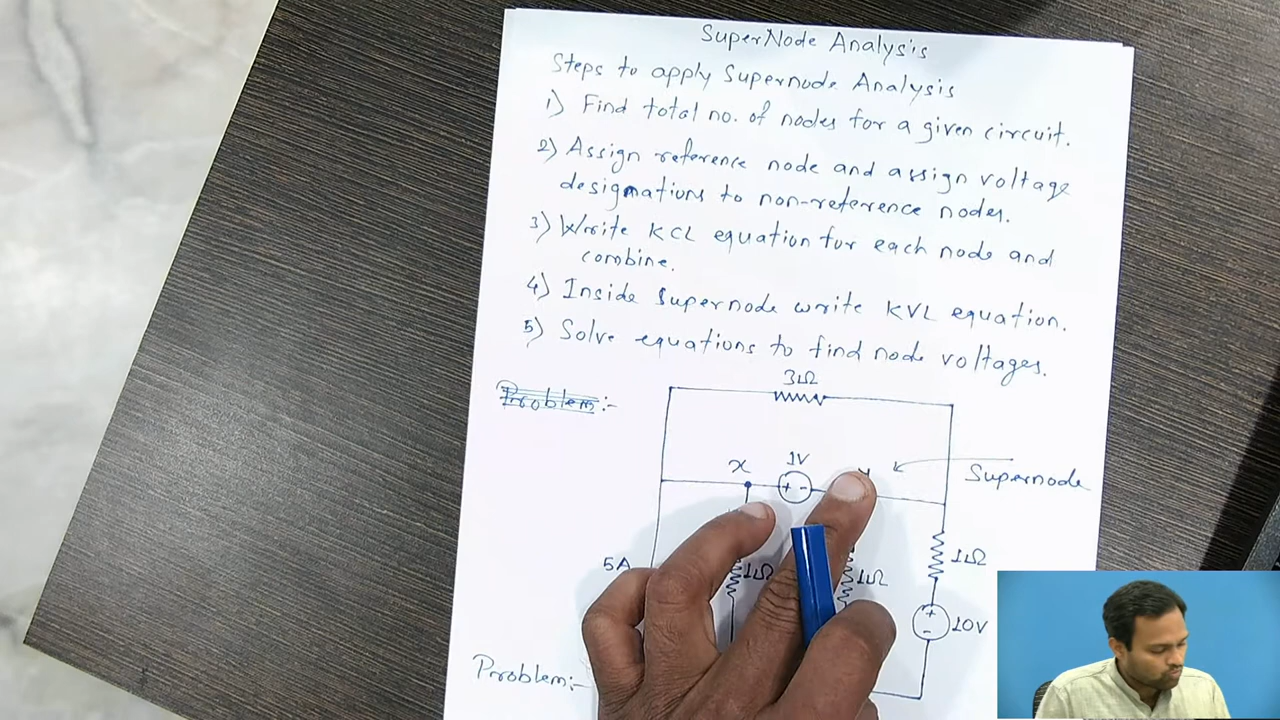 SuperNode Analysis
Steps to apply Supernode Analysis
1) Find total no. of nodes for a given circuit.
2) Assign reference node and assign voltage
designations to non-reference nodes.
3) Write KCL equation for each node and
combine.
4) Inside Supernode write KVL equation.
5) Solve equations to find node voltages.
Problem:-
3Ω
x
1V
+ -
Supernode
5A
1Ω
1Ω
1Ω
+
-
20V
Problem:-